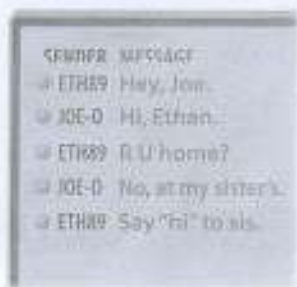 SENDER MESSAGE
ETH89 Hey, Joe.
JOE-O Hi, Ethan.
ETH89 R U home?
JOE-O No, at my sister's.
ETH89 Say "hi" to sis.